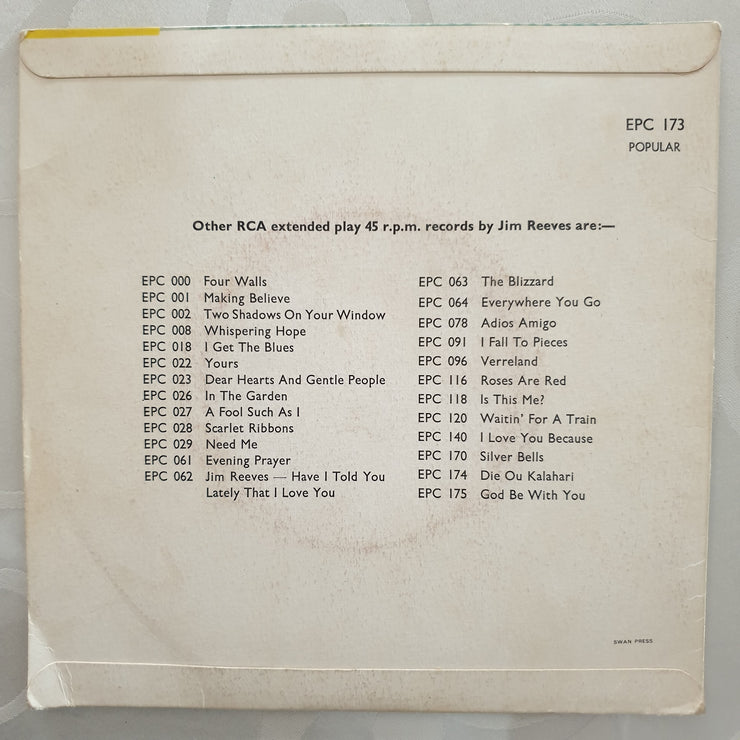 EPC 173
POPULAR
Other RCA extended play 45 r.p.m. records by Jim Reeves are:—
EPC 000 Four Walls
EPC 001 Making Believe
EPC 002 Two Shadows On Your Window
EPC 008 Whispering Hope
EPC 018 I Get The Blues
EPC 022 Yours
EPC 023 Dear Hearts And Gentle People
EPC 026 In The Garden
EPC 027 A Fool Such As I
EPC 028 Scarlet Ribbons
EPC 029 Need Me
EPC 061 Evening Prayer
EPC 062 Jim Reeves — Have I Told You
Lately That I Love You
EPC 063 The Blizzard
EPC 064 Everywhere You Go
EPC 078 Adios Amigo
EPC 091 I Fall To Pieces
EPC 096 Verreland
EPC 116 Roses Are Red
EPC 118 Is This Me?
EPC 120 Waitin' For A Train
EPC 140 I Love You Because
EPC 170 Silver Bells
EPC 174 Die Ou Kalahari
EPC 175 God Be With You
SWAN PRESS